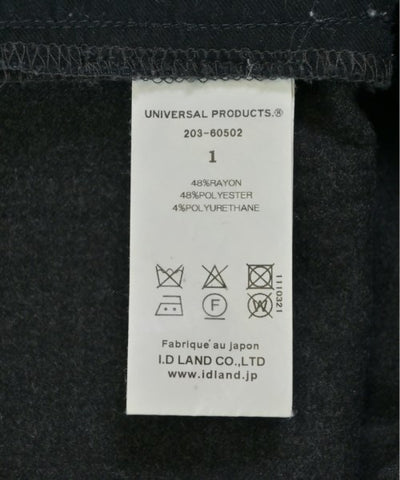 UNIVERSAL PRODUCTS.®
203-60502
1
48%RAYON
48%POLYESTER
4%POLYURETHANE
F
W
1110321
Fabrique' au japon
I.D LAND CO.,LTD
www.idland.jp